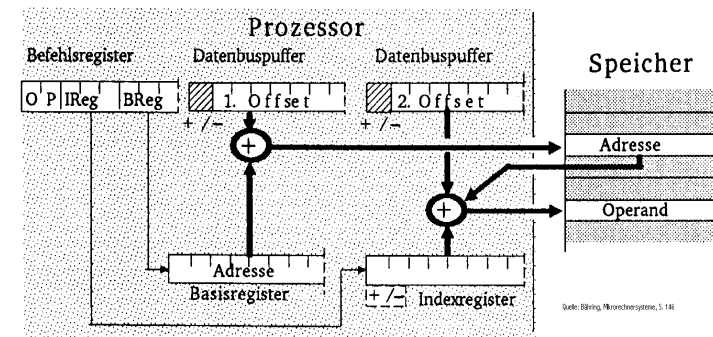 Prozessor
Befehlsregister
Datenbuspuffer
Datenbuspuffer
Speicher
O P IReg BReg
1. Offset
2. Offset
+ /-
+ /-
+
Adresse
+
Operand
Adresse
Basisregister
+ /-
Indexregister
Quelle: Bähring, Mikrorechnersysteme, S. 146